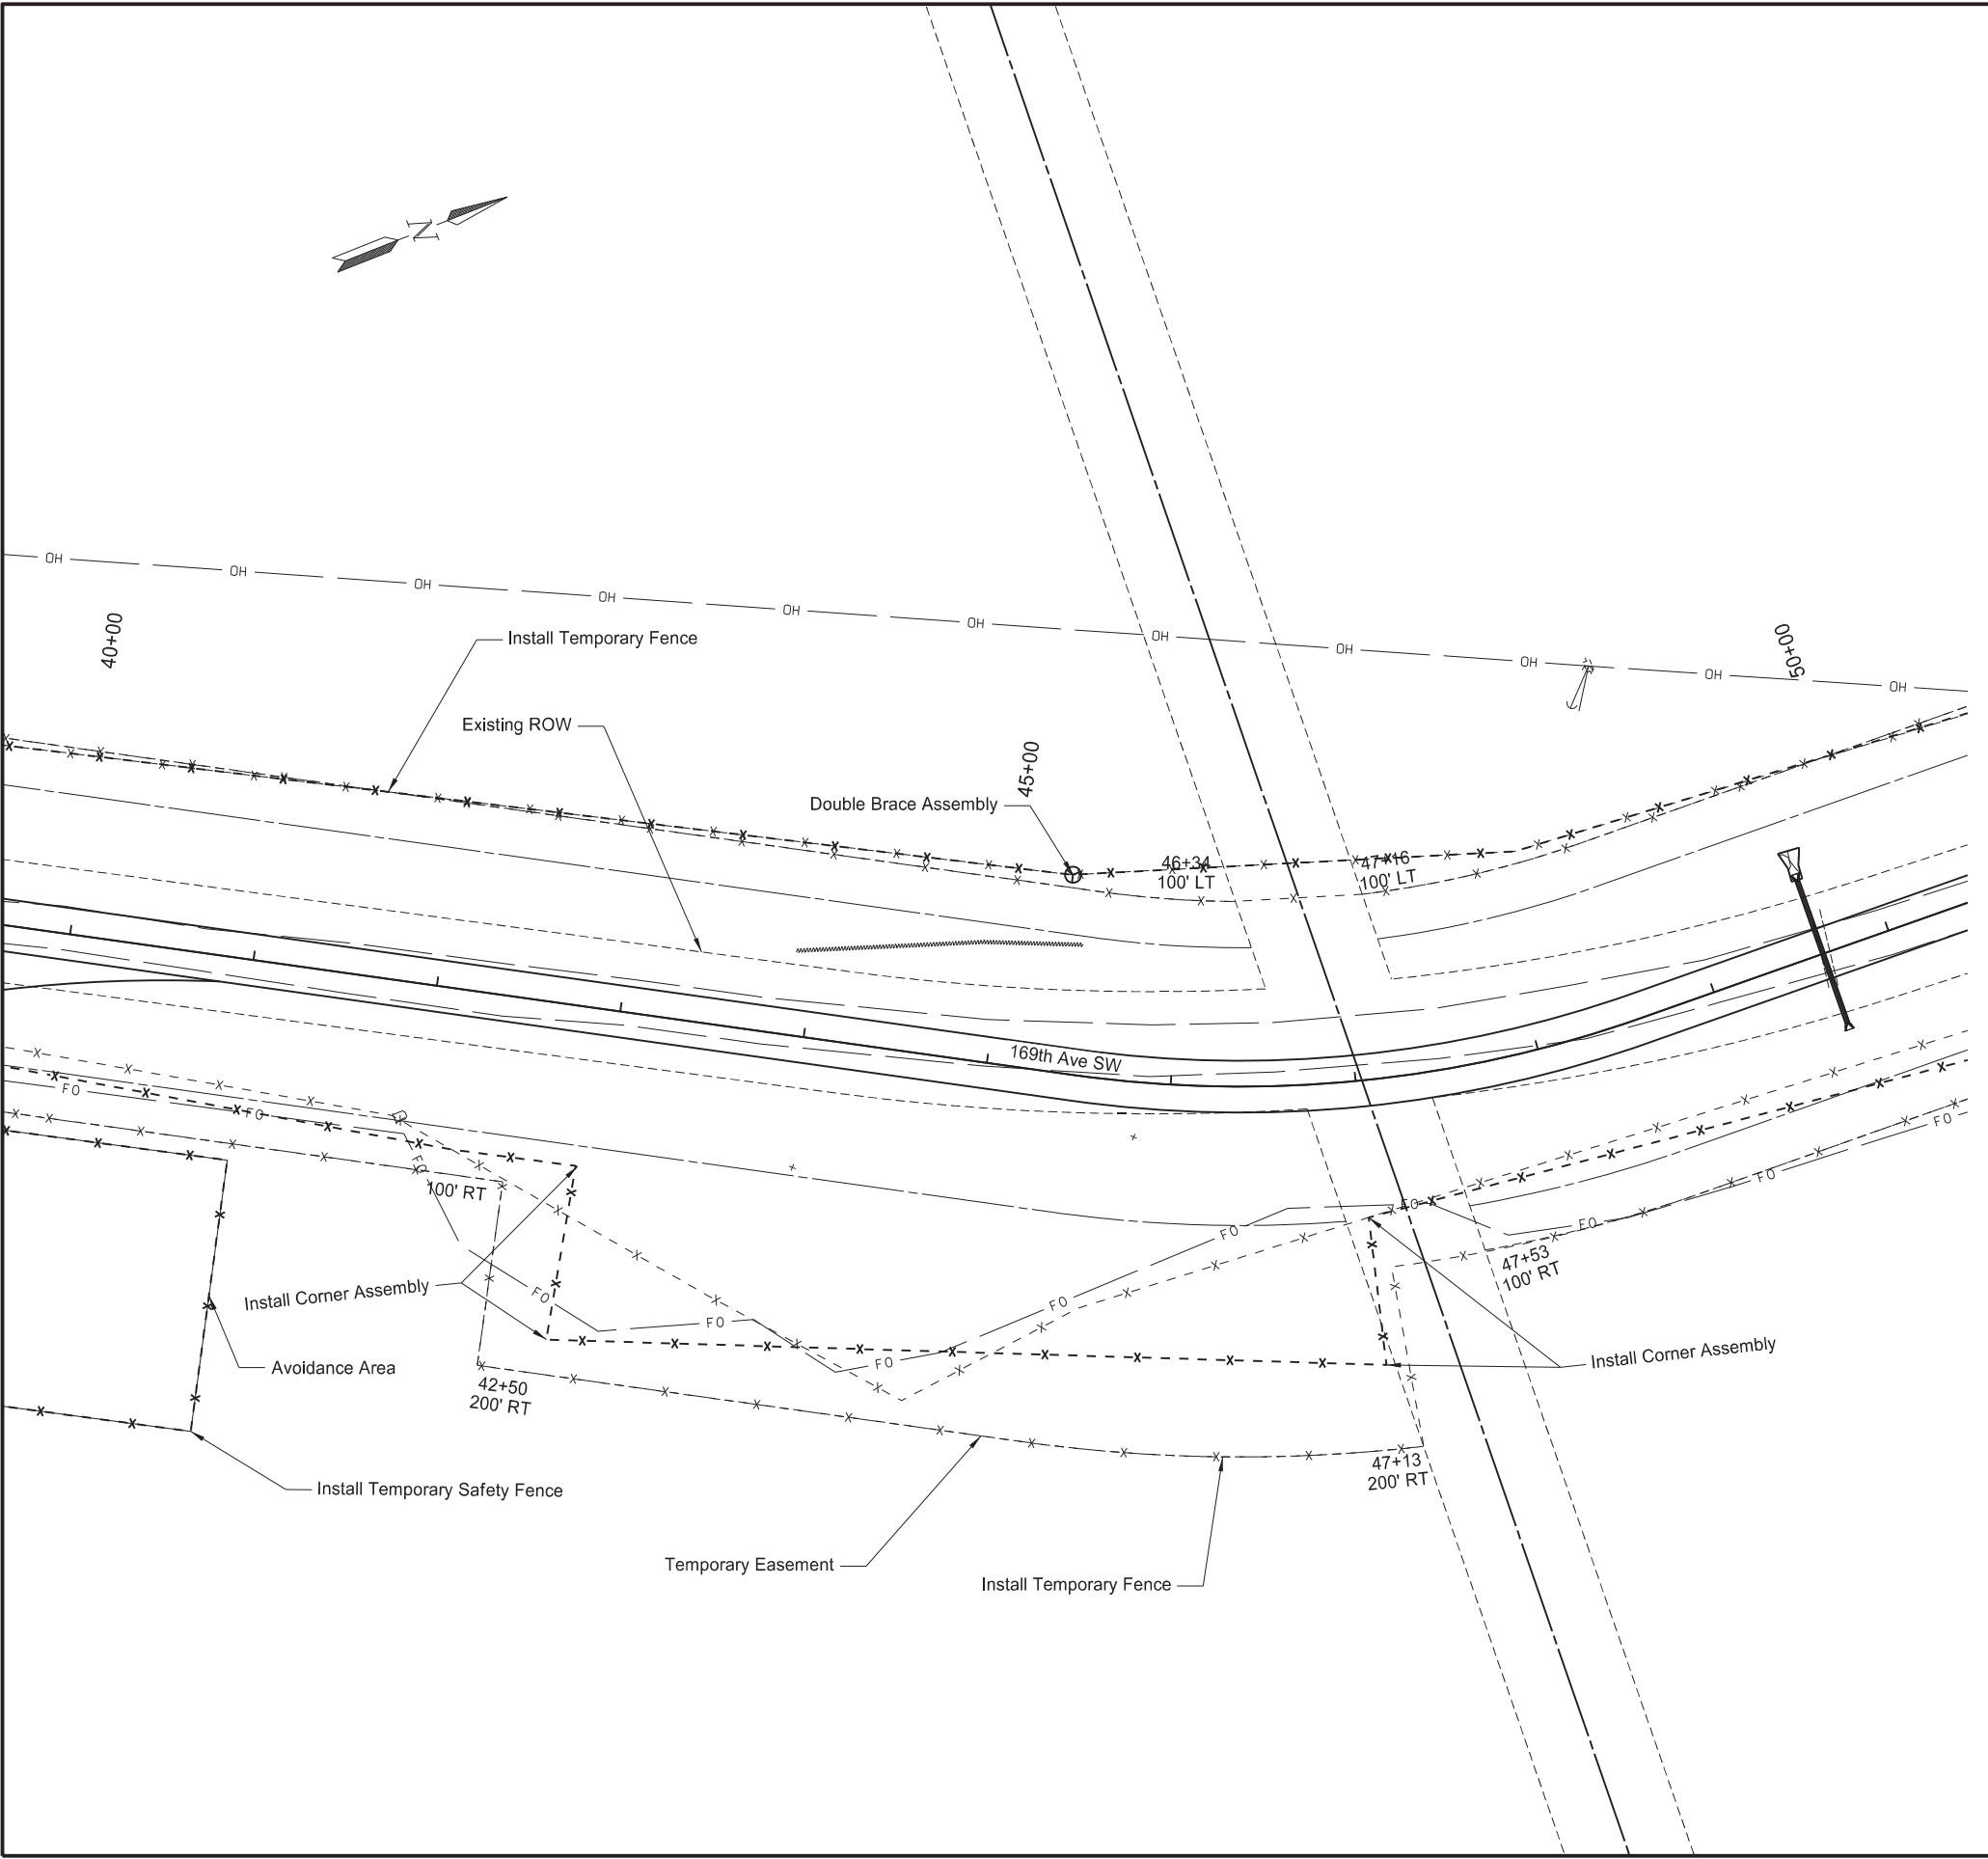 N
OH
OH
OH
OH
OH
OH
OH
OH
OH
OH
OH
40+00
Install Temporary Fence
50+00
Existing ROW
45+00
Double Brace Assembly
46+34
100' LT
47+16
100' LT
169th Ave SW
FO
FO
FO
100' RT
FO
FO
FO
FO
FO
FO
FO
FO
FO
47+53
100' RT
Install Corner Assembly
Install Corner Assembly
Avoidance Area
42+50
200' RT
47+13
200' RT
Install Temporary Safety Fence
Temporary Easement
Install Temporary Fence